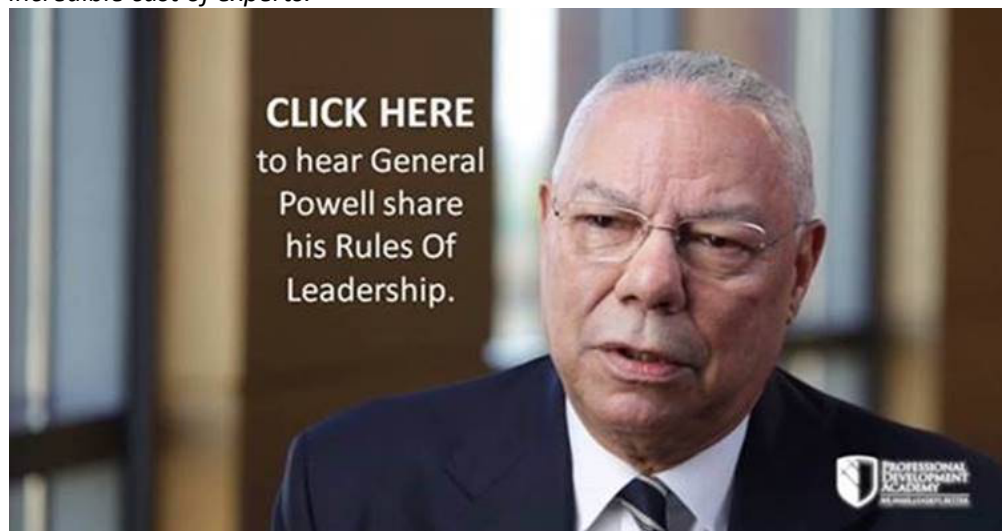 CLICK HERE
to hear General
Powell share
his Rules Of
Leadership.
PROFESSIONAL
DEVELOPMENT
ACADEMY